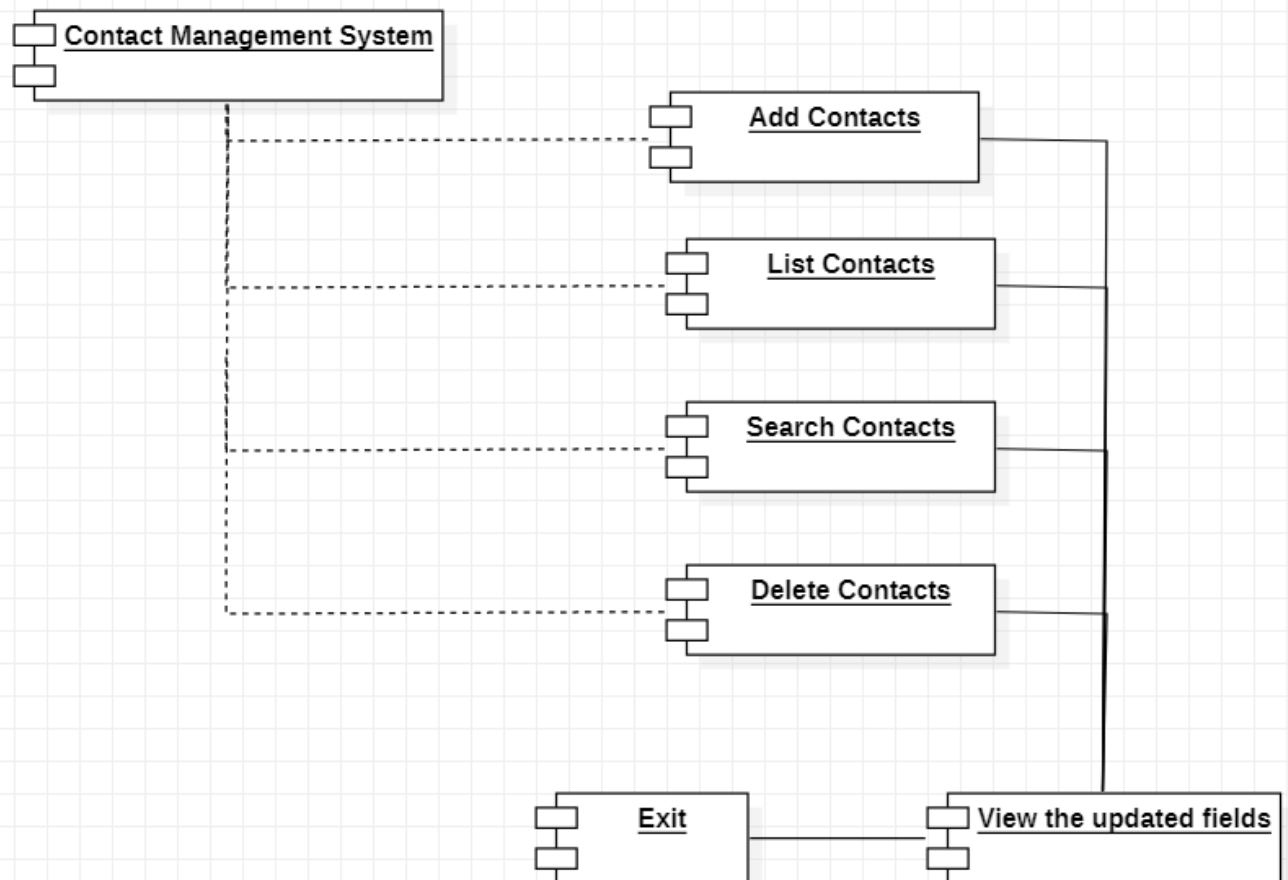 Contact Management System
Add Contacts
List Contacts
Search Contacts
Delete Contacts
Exit
View the updated fields